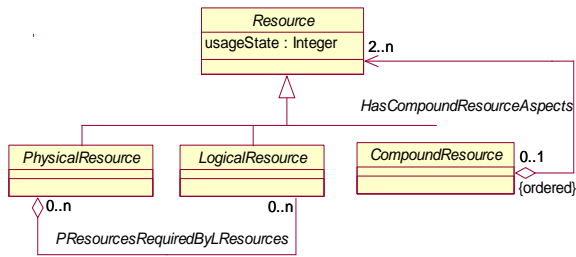 Resource
usageState : Integer
2..n
HasCompoundResourceAspects
PhysicalResource
LogicalResource
CompoundResource
0..1
{ordered}
0..n
0..n
PResourcesRequiredByLResources